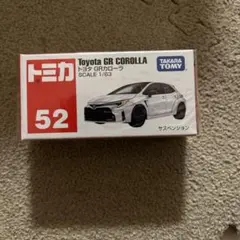 トミカ
Toyota GR COROLLA
トヨタ GRカローラ
SCALE 1/63
TAKARA
TOMY
52
サスペンション